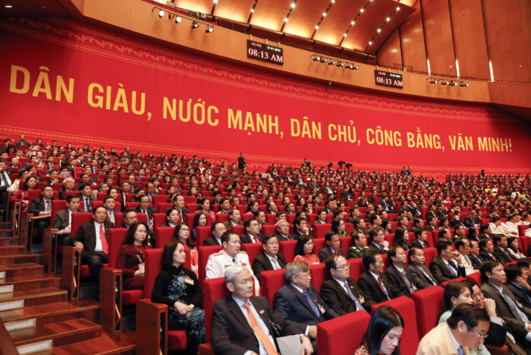 08:13 AM
08:13 AM
DÂN GIÀU, NƯỚC MẠNH, DÂN CHỦ, CÔNG BẰNG, VĂN MINH!